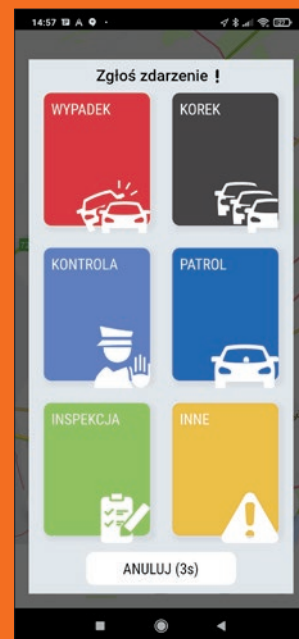 14:57
Zgłoś zdarzenie !
WYPADEK
KOREK
KONTROLA
PATROL
INSPEKCJA
INNE
ANULUJ (3s)